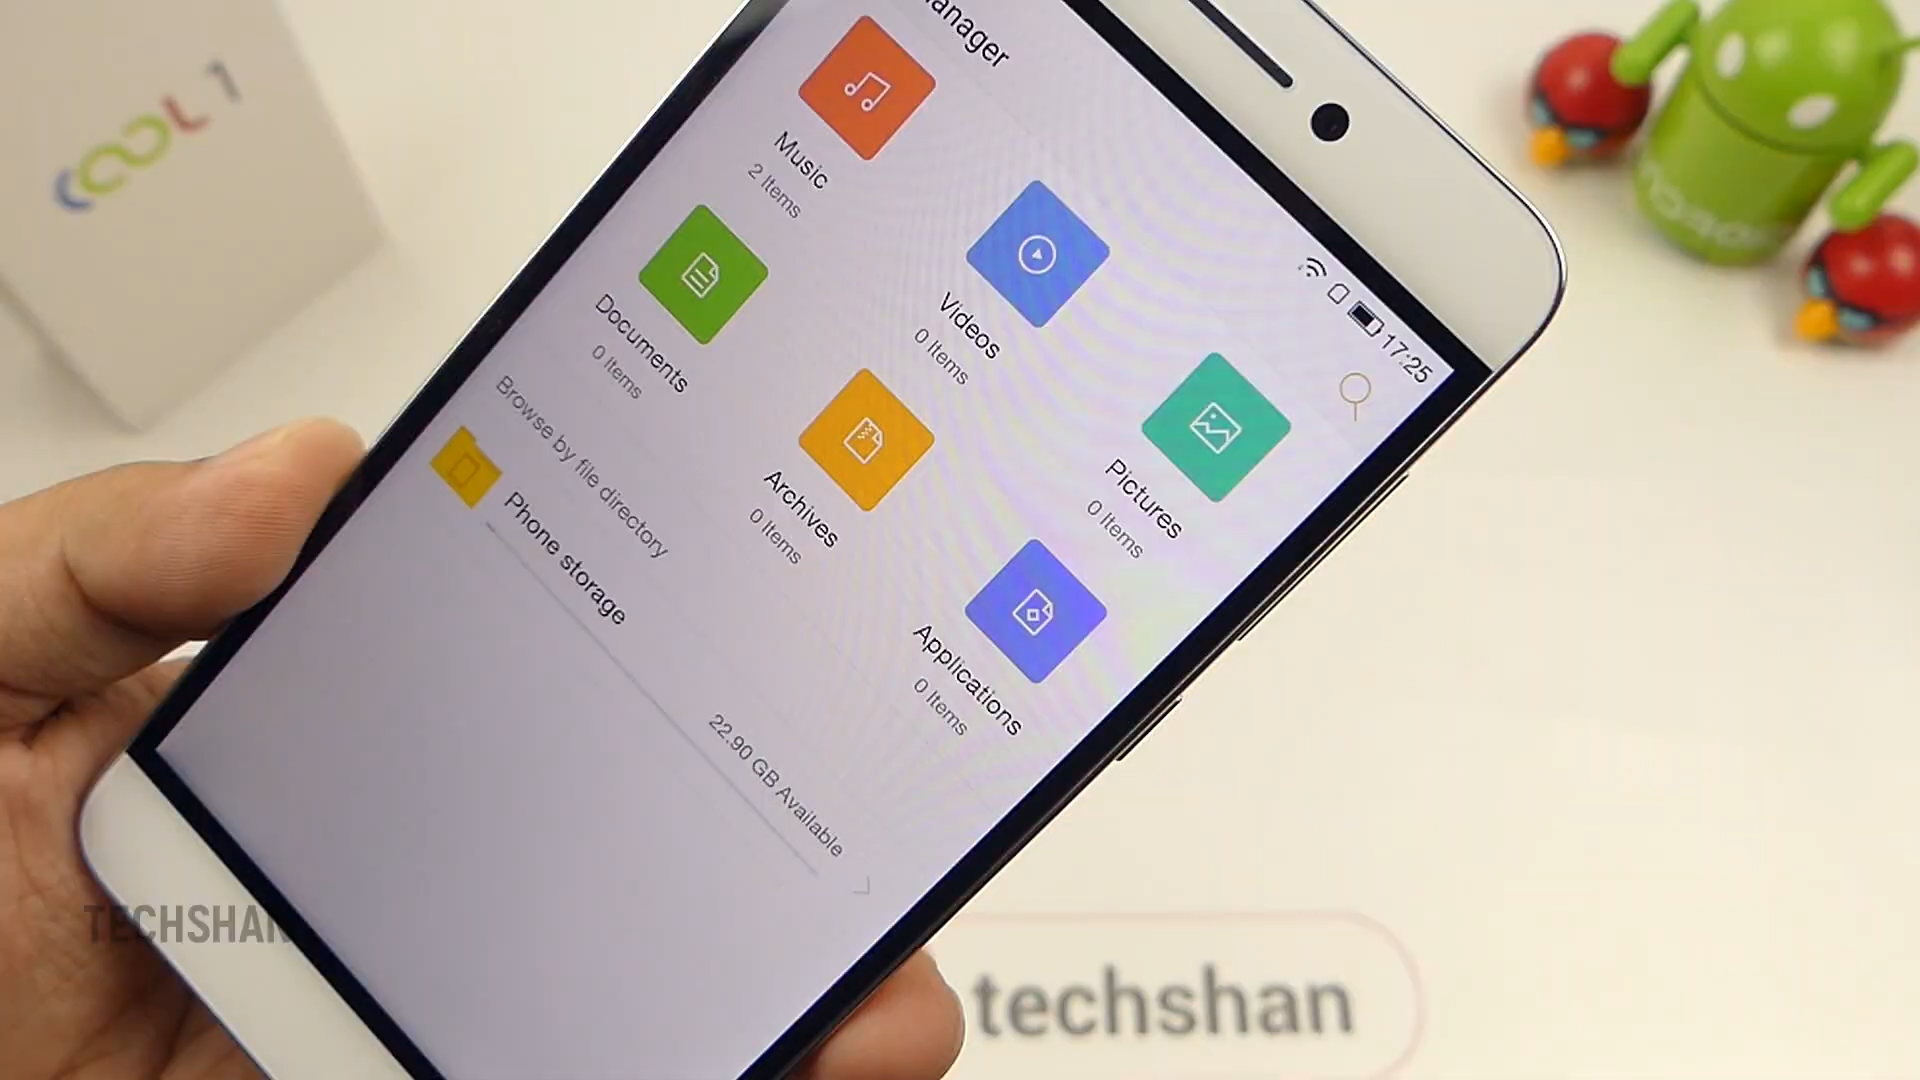 COOL 1
anager
17:25
Music
2 Items
Videos
0 Items
Pictures
0 Items
Documents
0 Items
Archives
0 Items
Applications
0 Items
Browse by file directory
Phone storage
22.90 GB Available
TECHSHAN
techshan